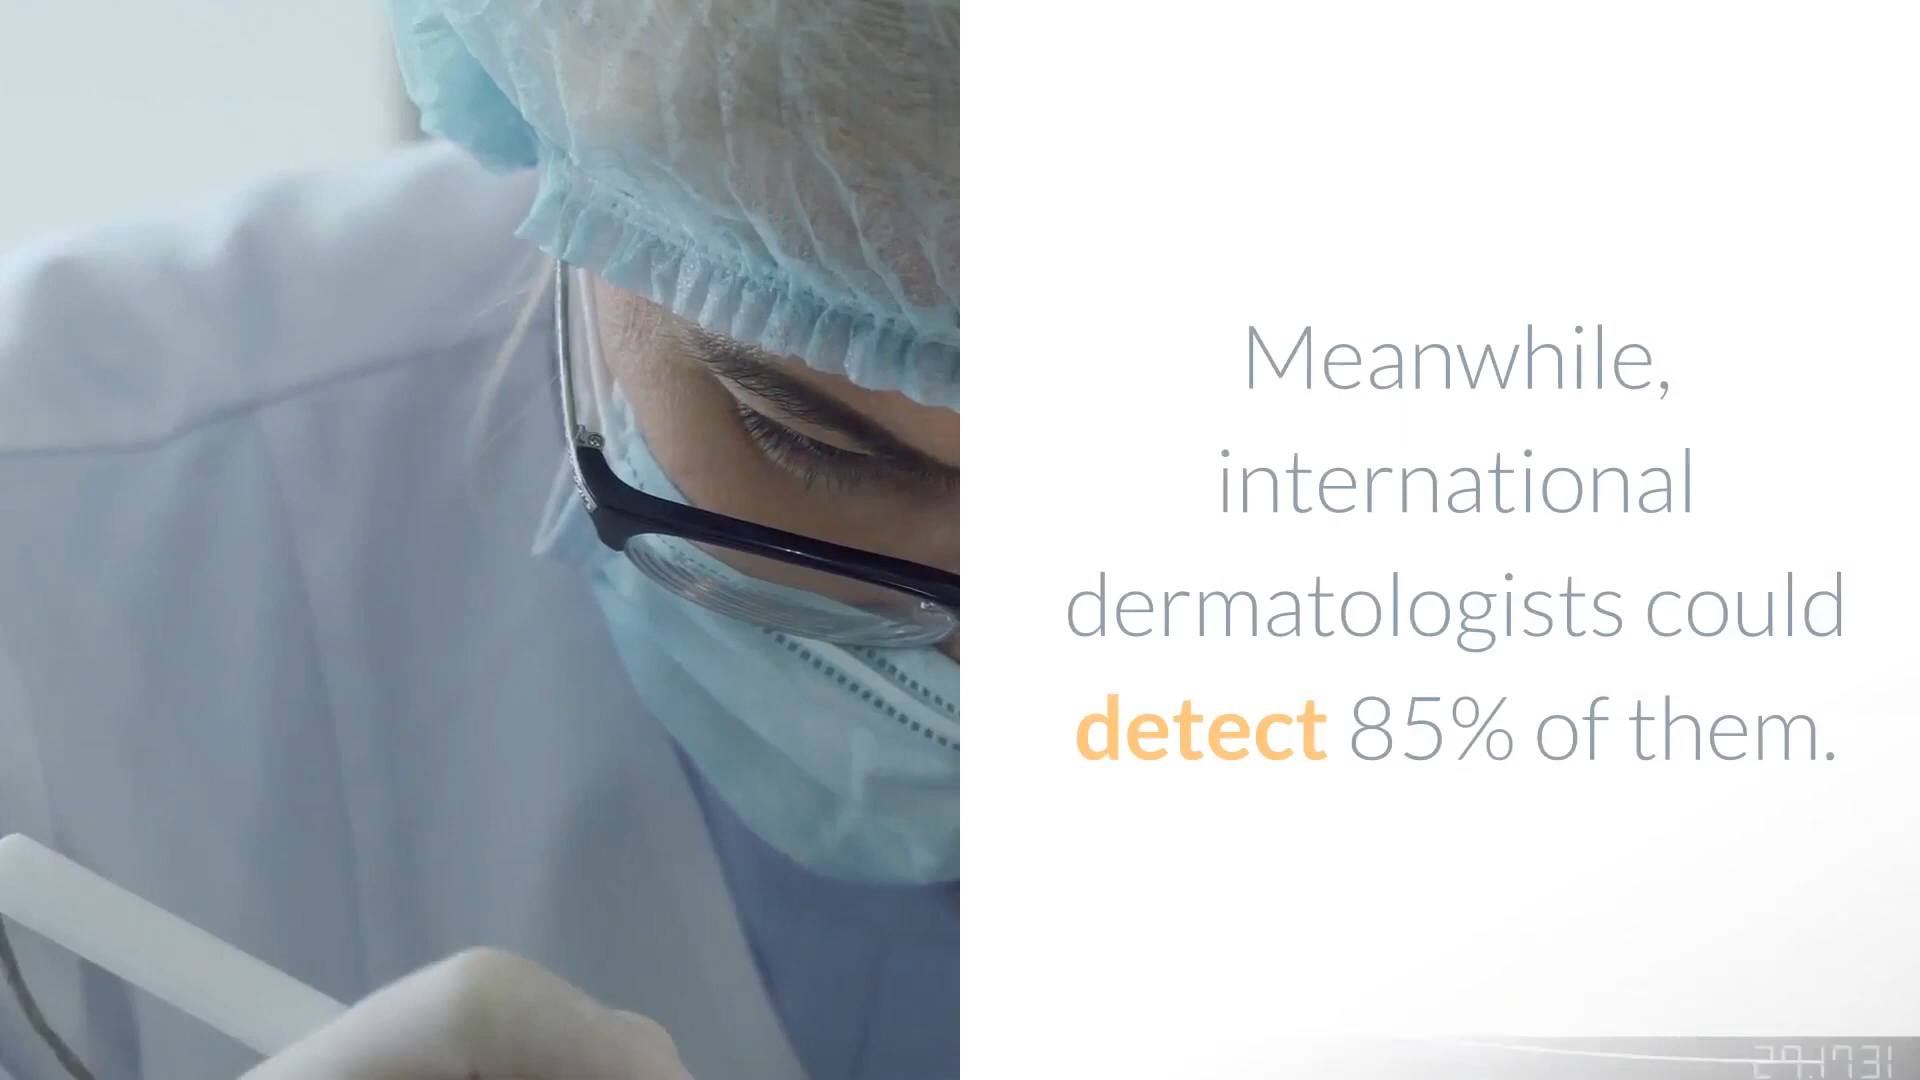 Meanwhile,
international
dermatologists could
detect 85% of them.